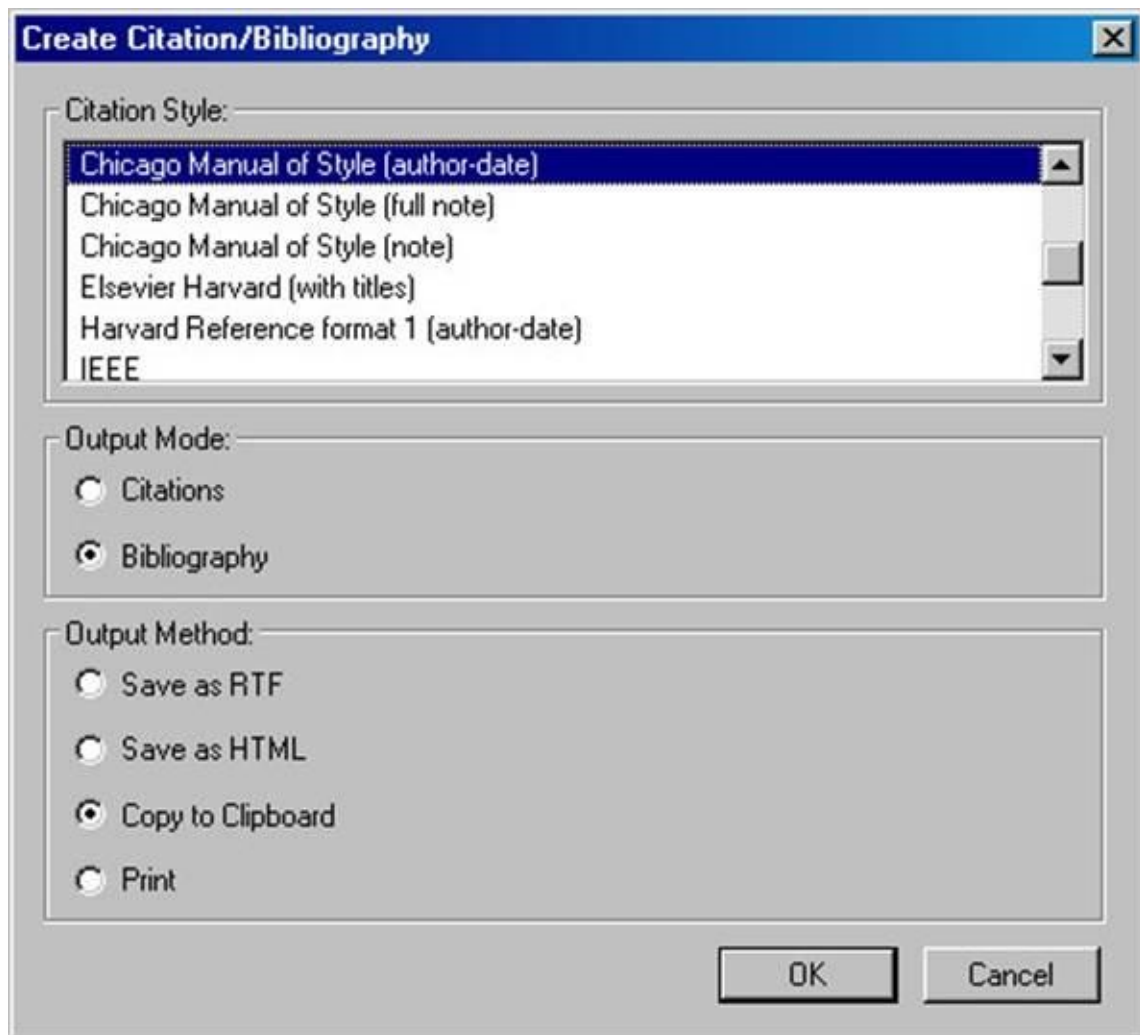 Create Citation/Bibliography
Citation Style:
Chicago Manual of Style (author-date)
Chicago Manual of Style (full note)
Chicago Manual of Style (note)
Elsevier Harvard (with titles)
Harvard Reference format 1 (author-date)
IEEE
Output Mode:
Citations
Bibliography
Output Method:
Save as RTF
Save as HTML
Copy to Clipboard
Print
OK Cancel